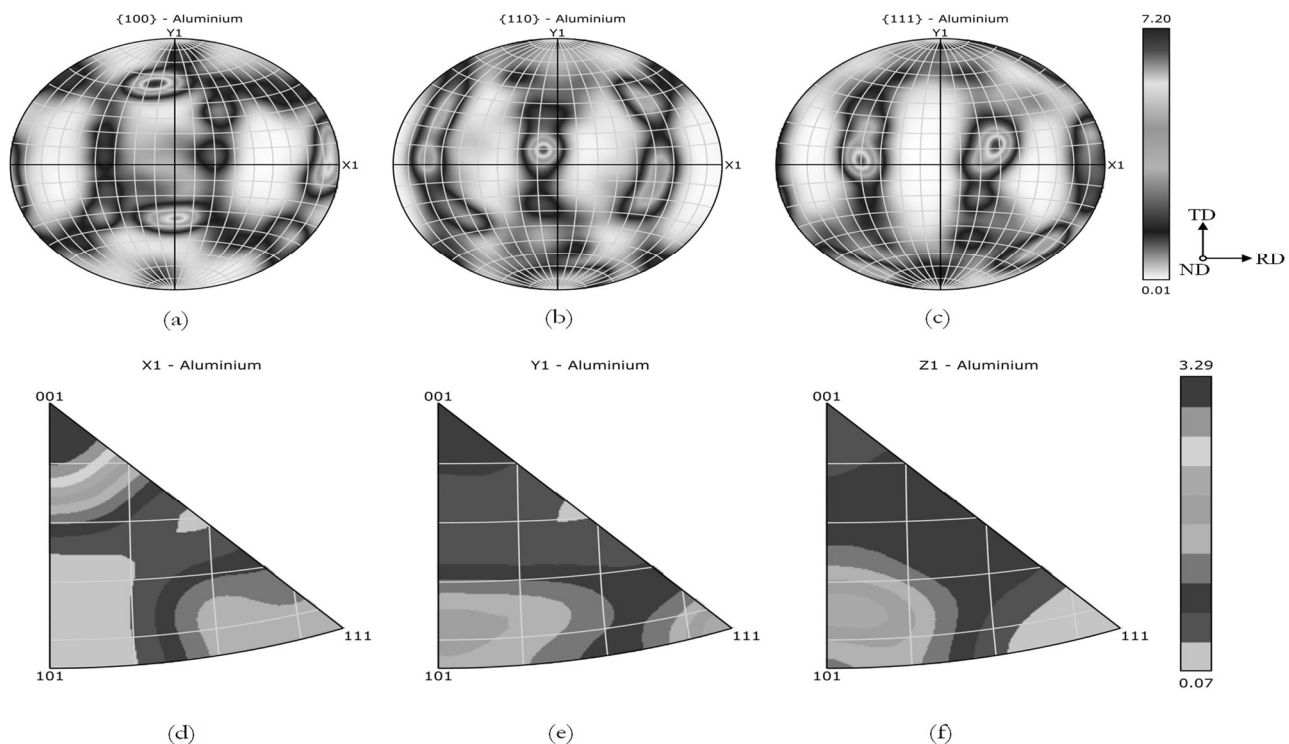 {100} - Aluminium
Y1
X1
(a)
{110} - Aluminium
Y1
X1
(b)
{111} - Aluminium
Y1
X1
(c)
7.20
0.01
TD
ND
RD
X1 - Aluminium
001
101
111
(d)
Y1 - Aluminium
001
101
111
(e)
Z1 - Aluminium
001
101
111
(f)
3.29
0.07